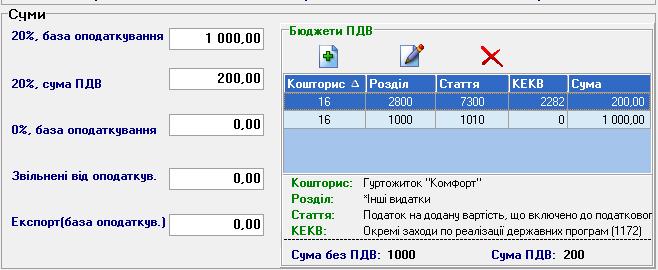 Суми
20%, база оподаткування 1 000,00
20%, сума ПДВ 200,00
0%, база оподаткування 0,00
Звільнені від оподаткув. 0,00
Експорт(база оподаткув.) 0,00
Бюджети ПДВ
Кошторис Розділ Стаття КЕКВ Сума
16 2800 7300 2282 200,00
16 1000 1010 0 1 000,00
Кошторис: Гуртожиток "Комфорт"
Розділ: *Інші видатки
Стаття: Податок на додану вартість, що включено до податковог
КЕКВ: Окремі заходи по реалізації державних програм (1172)
Сума без ПДВ: 1000 Сума ПДВ: 200